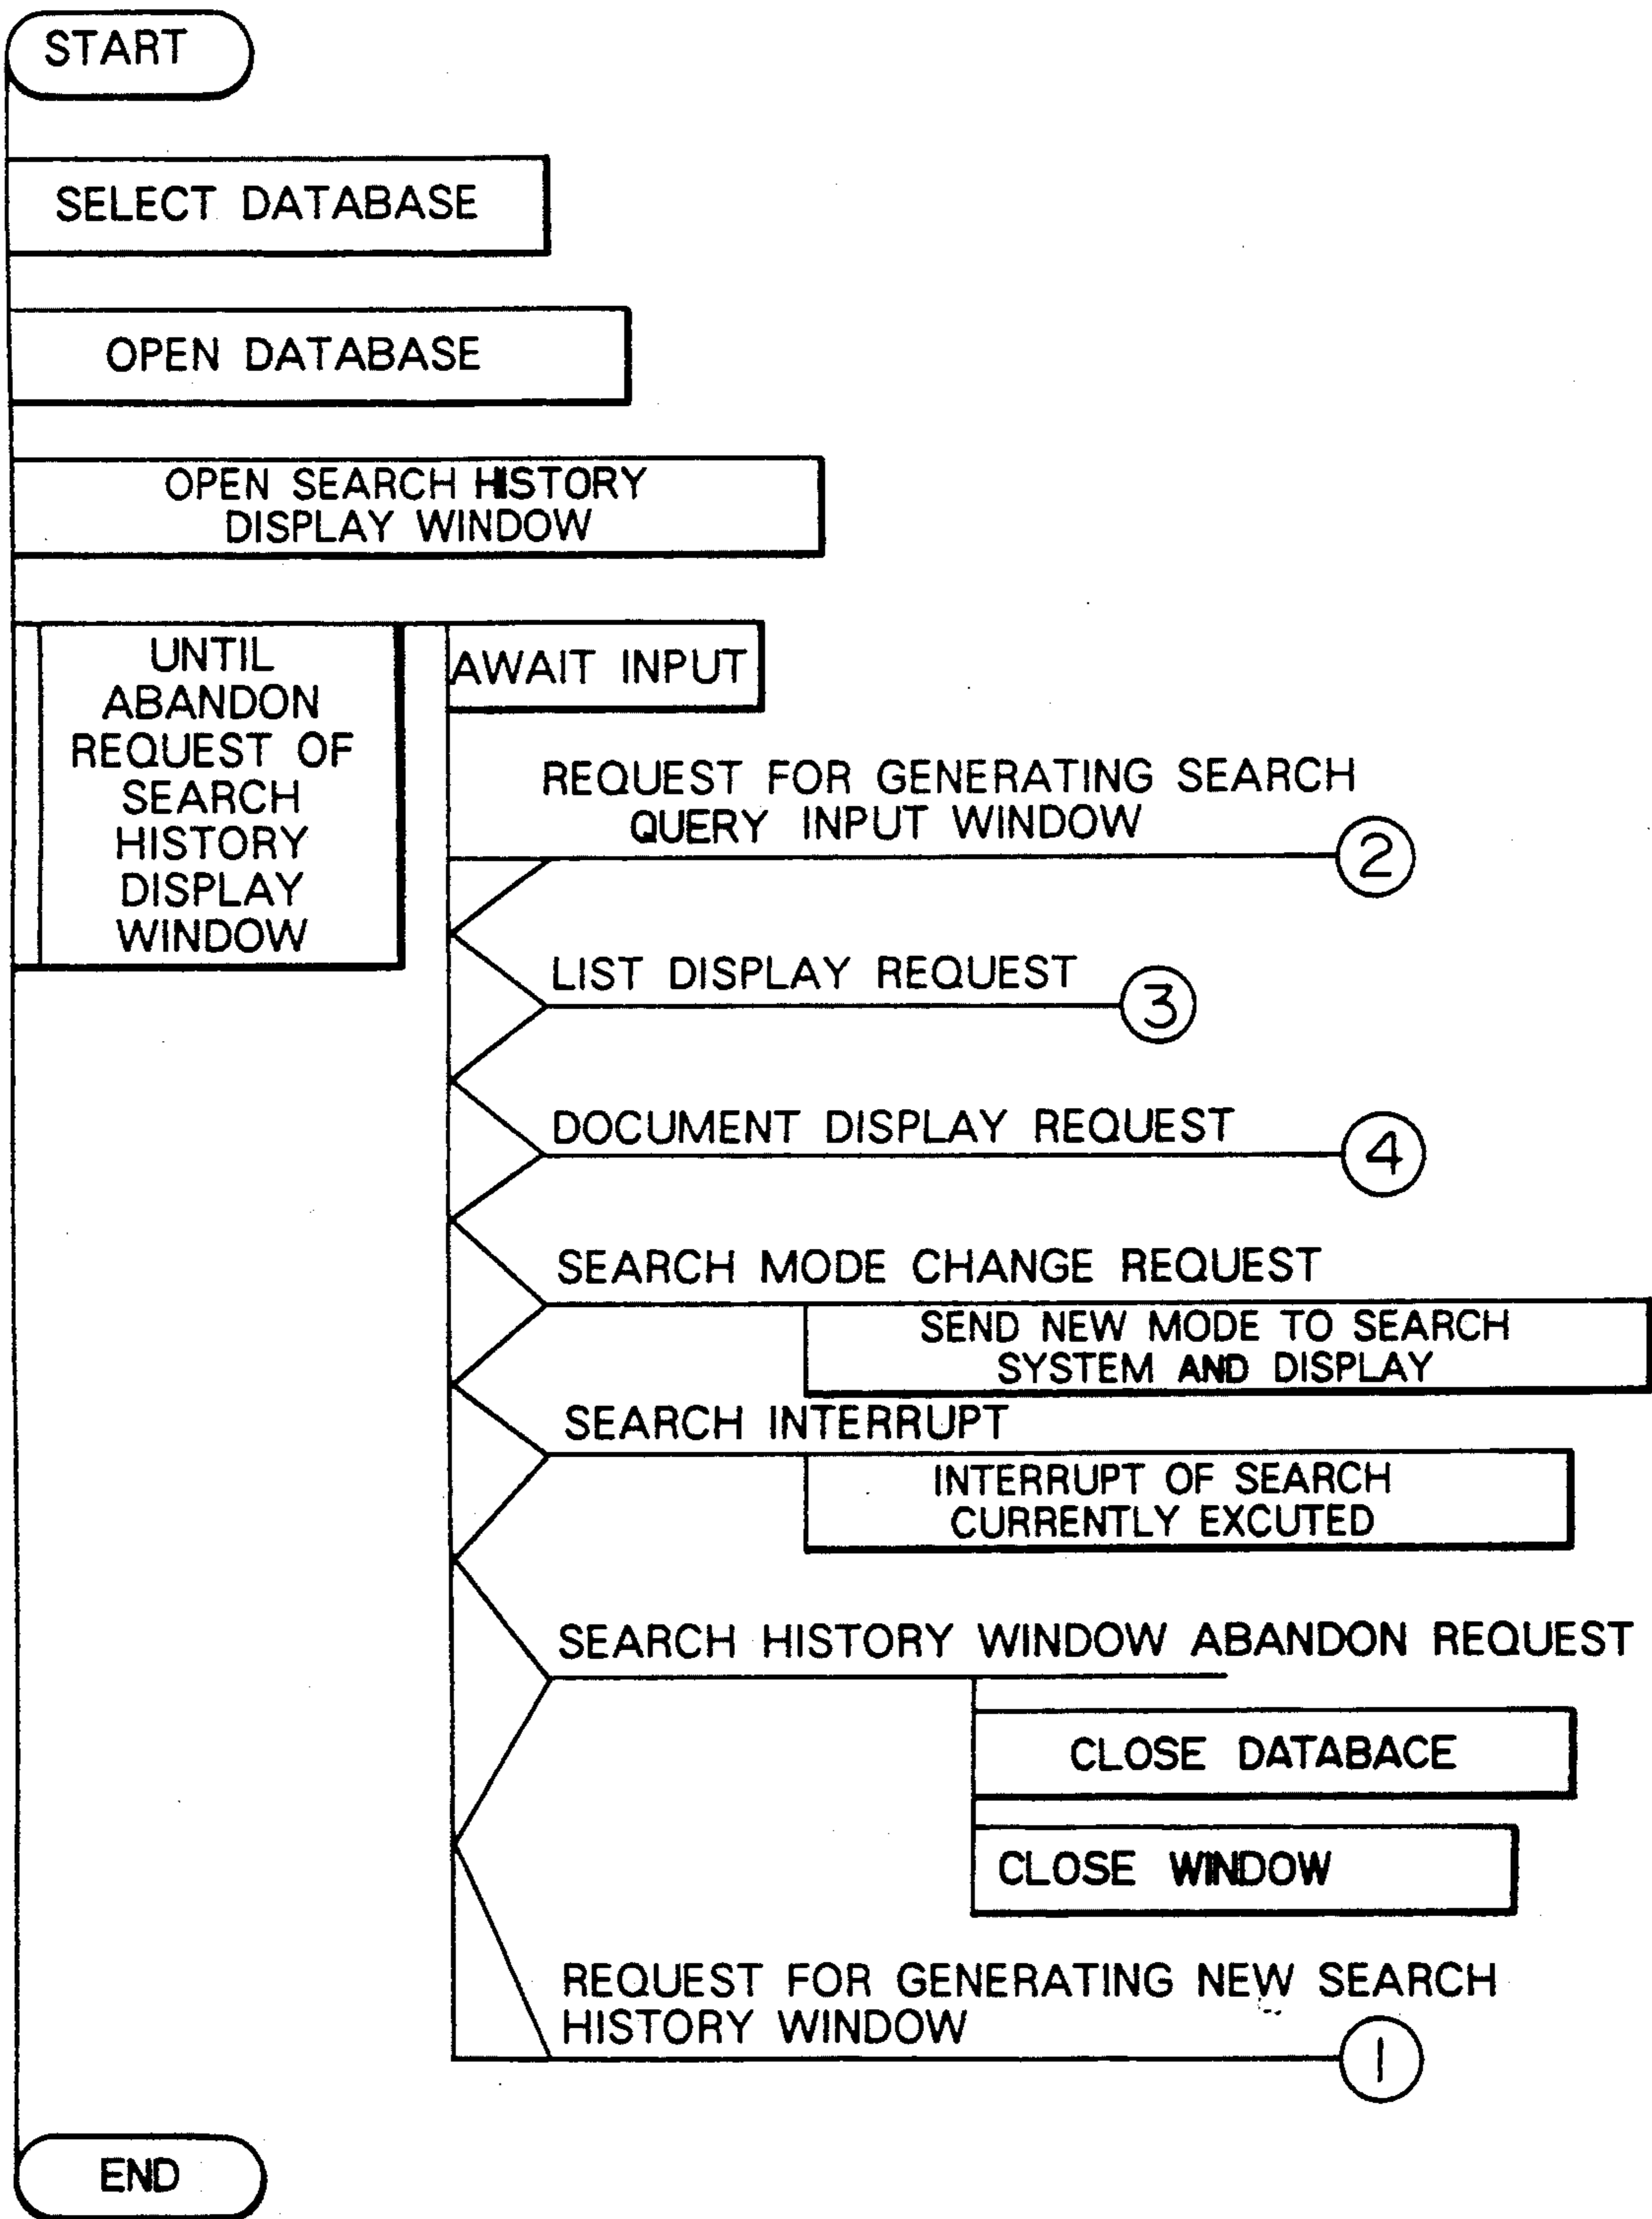 START
SELECT DATABASE
OPEN DATABASE
OPEN SEARCH HISTORY
DISPLAY WINDOW
UNTIL
ABANDON
REQUEST OF
SEARCH
HISTORY
DISPLAY
WINDOW
AWAIT INPUT
REQUEST FOR GENERATING SEARCH
QUERY INPUT WINDOW
2
LIST DISPLAY REQUEST
3
DOCUMENT DISPLAY REQUEST
4
SEARCH MODE CHANGE REQUEST
SEND NEW MODE TO SEARCH
SYSTEM AND DISPLAY
SEARCH INTERRUPT
INTERRUPT OF SEARCH
CURRENTLY EXCUTED
SEARCH HISTORY WINDOW ABANDON REQUEST
CLOSE DATABACE
CLOSE WINDOW
REQUEST FOR GENERATING NEW SEARCH
HISTORY WINDOW
1
END